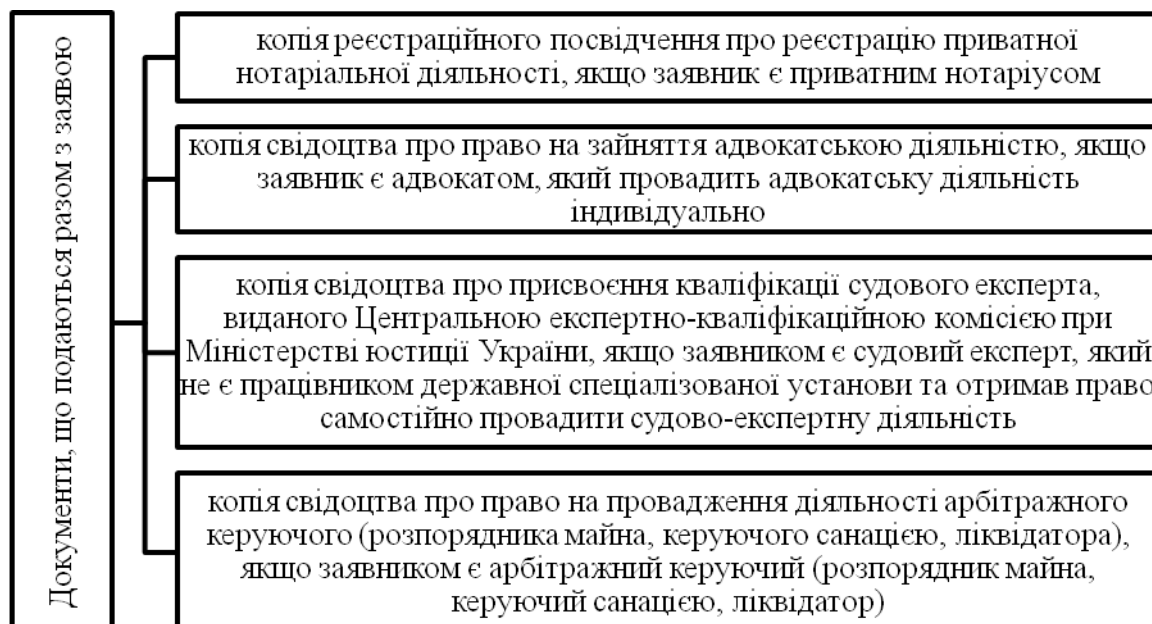 Документи, що подаються разом з заявою
копія реєстраційного посвідчення про реєстрацію приватної
нотаріальної діяльності, якщо заявник є приватним нотаріусом
копія свідоцтва про право на зайняття адвокатською діяльністю, якщо
заявник є адвокатом, який провадить адвокатську діяльність
індивідуально
копія свідоцтва про присвоєння кваліфікації судового експерта,
виданого Центральною експертно-кваліфікаційною комісією при
Міністерстві юстиції України, якщо заявником є судовий експерт, який
не є працівником державної спеціалізованої установи та отримав право
самостійно провадити судово-експертну діяльність
копія свідоцтва про право на провадження діяльності арбітражного
керуючого (розпорядника майна, керуючого санацією, ліквідатора),
якщо заявником є арбітражний керуючий (розпорядник майна,
керуючий санацією, ліквідатор)